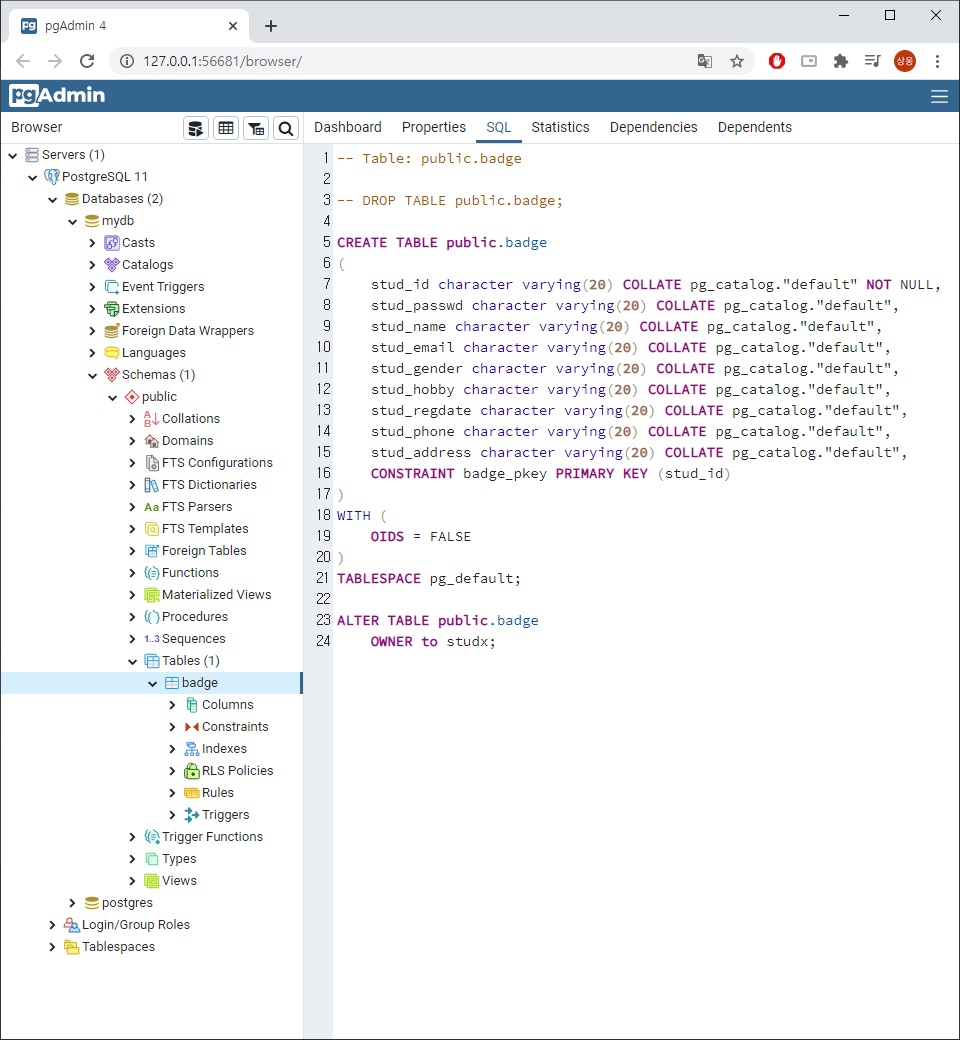 pgAdmin 4
127.0.0.1:56681/browser/
상웅
pgAdmin
Browser
Dashboard Properties SQL Statistics Dependencies Dependents
Servers (1)
PostgreSQL 11
Databases (2)
mydb
Casts
Catalogs
Event Triggers
Extensions
Foreign Data Wrappers
Languages
Schemas (1)
public
Collations
Domains
FTS Configurations
FTS Dictionaries
Aa FTS Parsers
FTS Templates
Foreign Tables
Functions
Materialized Views
Procedures
1..3 Sequences
Tables (1)
badge
Columns
Constraints
Indexes
RLS Policies
Rules
Triggers
Trigger Functions
Types
Views
postgres
Login/Group Roles
Tablespaces
1 -- Table: public.badge
2
3 -- DROP TABLE public.badge;
4
5 CREATE TABLE public.badge
6 (
7     stud_id character varying(20) COLLATE pg_catalog."default" NOT NULL,
8     stud_passwd character varying(20) COLLATE pg_catalog."default",
9     stud_name character varying(20) COLLATE pg_catalog."default",
10     stud_email character varying(20) COLLATE pg_catalog."default",
11     stud_gender character varying(20) COLLATE pg_catalog."default",
12     stud_hobby character varying(20) COLLATE pg_catalog."default",
13     stud_regdate character varying(20) COLLATE pg_catalog."default",
14     stud_phone character varying(20) COLLATE pg_catalog."default",
15     stud_address character varying(20) COLLATE pg_catalog."default",
16     CONSTRAINT badge_pkey PRIMARY KEY (stud_id)
17 )
18 WITH (
19     OIDS = FALSE
20 )
21 TABLESPACE pg_default;
22
23 ALTER TABLE public.badge
24     OWNER to studx;